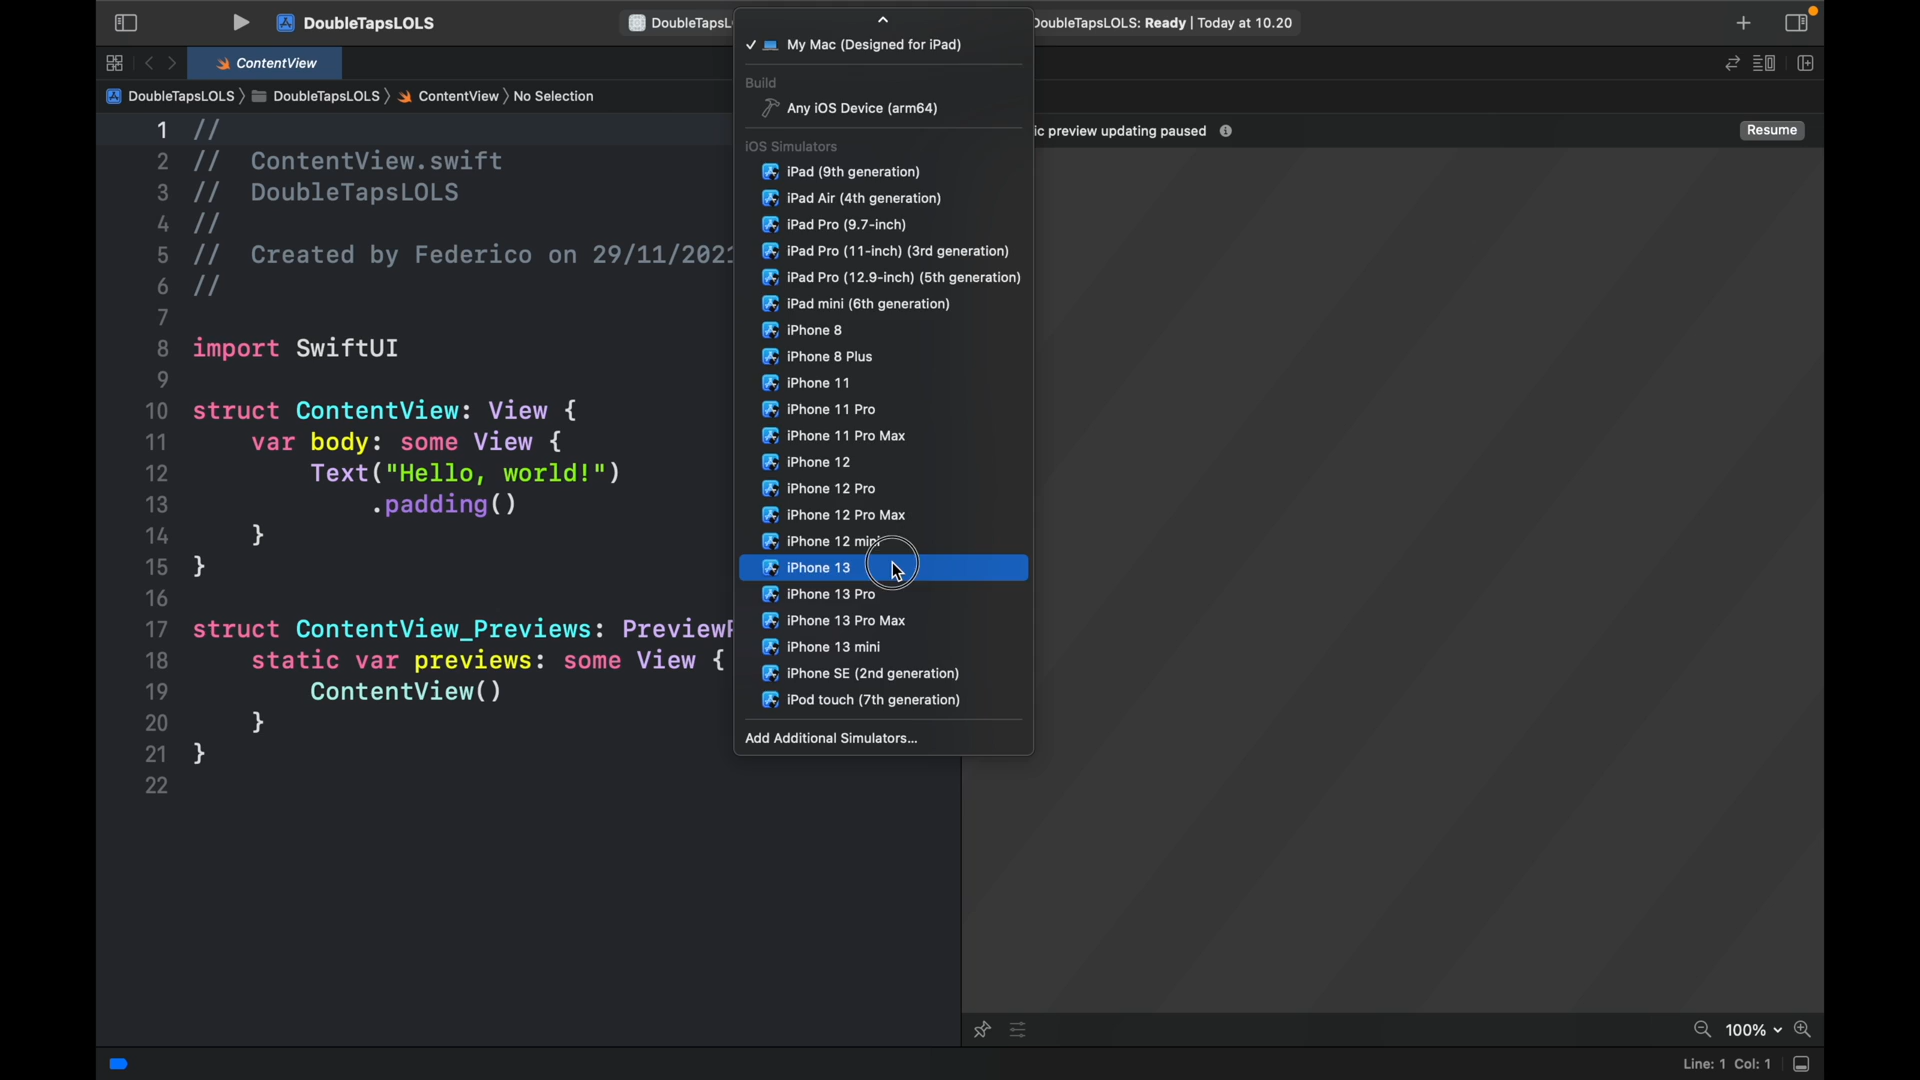 DoubleTapsLOLS
DoubleTapsL
DoubleTapsLOLS: Ready | Today at 10.20
ContentView
DoubleTapsLOLS 〉 DoubleTapsLOLS 〉 ContentView 〉 No Selection
1 //
2 // ContentView.swift
3 // DoubleTapsLOLS
4 //
5 // Created by Federico on 29/11/2021
6 //
7
8 import SwiftUI
9
10 struct ContentView: View {
11 var body: some View {
12 Text("Hello, world!")
13 .padding()
14 }
15 }
16
17 struct ContentView_Previews: Preview
18 static var previews: some View {
19 ContentView()
20 }
21 }
22
✓ My Mac (Designed for iPad)
Build
Any iOS Device (arm64)
iOS Simulators
iPad (9th generation)
iPad Air (4th generation)
iPad Pro (9.7-inch)
iPad Pro (11-inch) (3rd generation)
iPad Pro (12.9-inch) (5th generation)
iPad mini (6th generation)
iPhone 8
iPhone 8 Plus
iPhone 11
iPhone 11 Pro
iPhone 11 Pro Max
iPhone 12
iPhone 12 Pro
iPhone 12 Pro Max
iPhone 12 mini
iPhone 13
iPhone 13 Pro
iPhone 13 Pro Max
iPhone 13 mini
iPhone SE (2nd generation)
iPod touch (7th generation)
Add Additional Simulators...
ic preview updating paused
Resume
100%
Line: 1 Col: 1